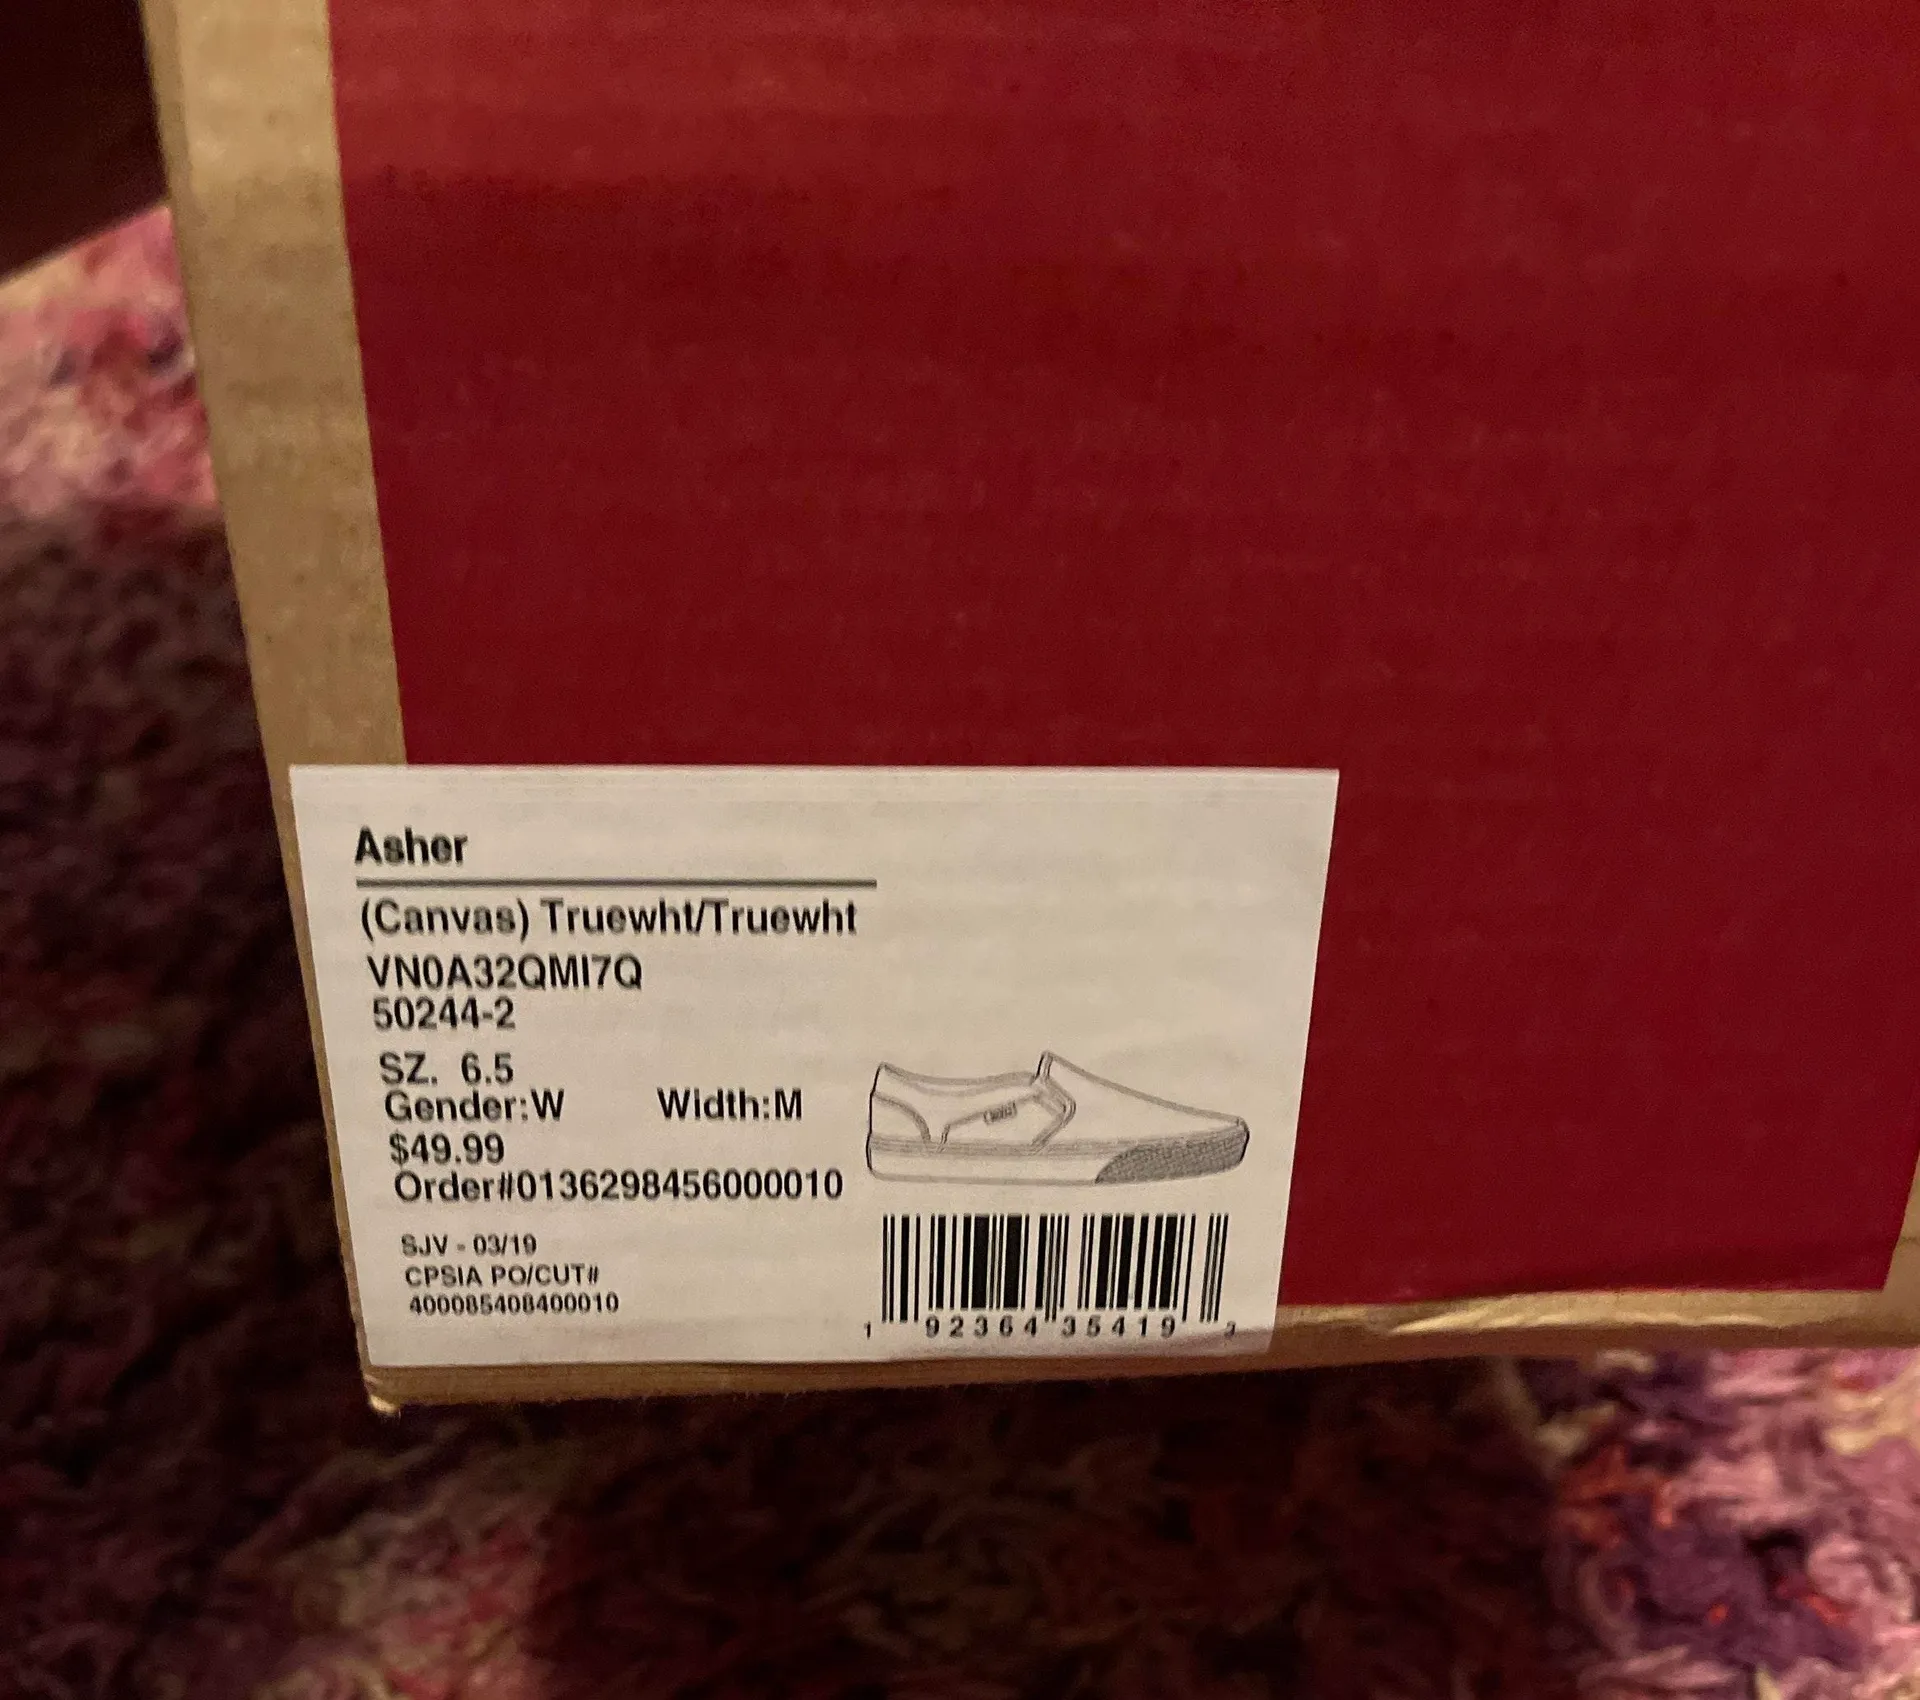 Asher
(Canvas) Truewht/Truewht
VN0A32QMI7Q
50244-2
SZ. 6.5
Gender:W Width:M
$49.99
Order#0136298456000010
SJV - 03/19
CPSIA PO/CUT#
400085408400010
1 92364 35419 3